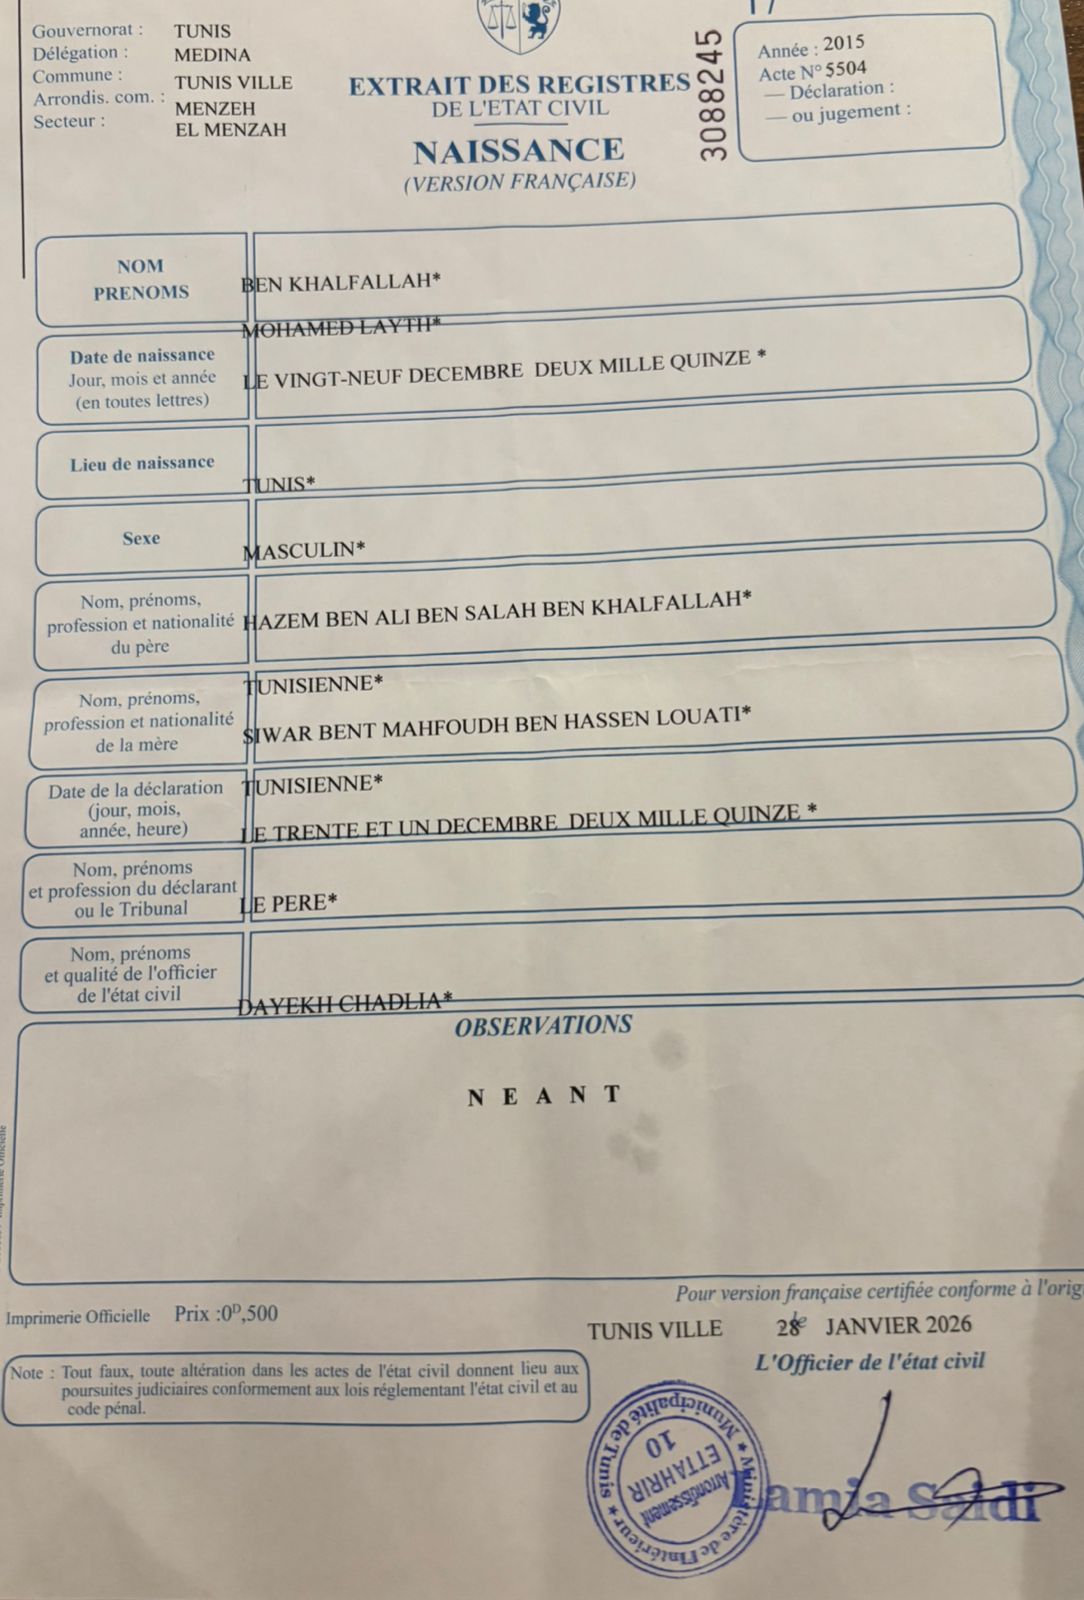 Gouvernorat : TUNIS
Délégation : MEDINA
Commune : TUNIS VILLE
Arrondis. com. : MENZEH
Secteur : EL MENZAH
EXTRAIT DES REGISTRES
DE L'ETAT CIVIL
NAISSANCE
(VERSION FRANÇAISE)
3088245
Année : 2015
Acte N° 5504
— Déclaration :
— ou jugement :
NOM
PRENOMS
BEN KHALFALLAH*
MOHAMED LAYTH*
Date de naissance
Jour, mois et année
(en toutes lettres)
LE VINGT-NEUF DECEMBRE DEUX MILLE QUINZE *
Lieu de naissance
TUNIS*
Sexe
MASCULIN*
Nom, prénoms,
profession et nationalité
du père
HAZEM BEN ALI BEN SALAH BEN KHALFALLAH*
TUNISIENNE*
Nom, prénoms,
profession et nationalité
de la mère
SIWAR BENT MAHFOUDH BEN HASSEN LOUATI*
TUNISIENNE*
Date de la déclaration
(jour, mois,
année, heure)
LE TRENTE ET UN DECEMBRE DEUX MILLE QUINZE *
Nom, prénoms
et profession du déclarant
ou le Tribunal
LE PERE*
Nom, prénoms
et qualité de l'officier
de l'état civil
DAYEKH CHADLIA*
OBSERVATIONS
N E A N T
Pour version française certifiée conforme à l'orig
Imprimerie Officielle Prix :0ᴰ,500
TUNIS VILLE 28 le JANVIER 2026
L'Officier de l'état civil
Note : Tout faux, toute altération dans les actes de l'état civil donnent lieu aux
poursuites judiciaires conformement aux lois réglementant l'état civil et au
code pénal.
Ministère de l'Intérieur ★ Municipalité de Tunis ★
Arrondissement
ETTAHRIR
10
Lamia Saidi